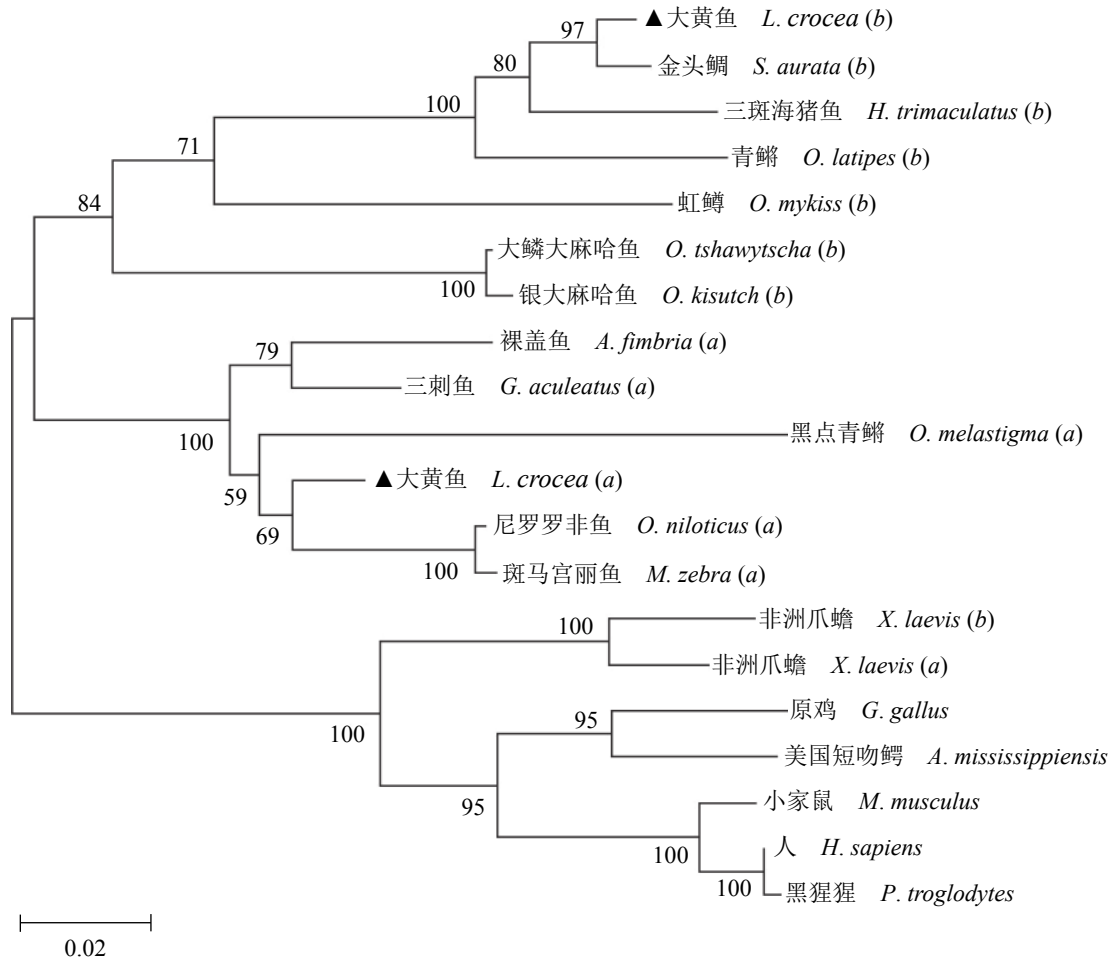 ▲大黄鱼 L. crocea (b)
97
金头鲷 S. aurata (b)
80
100
三斑海猪鱼 H. trimaculatus (b)
71
青鳉 O. latipes (b)
84
虹鳟 O. mykiss (b)
大鳞大麻哈鱼 O. tshawytscha (b)
100
银大麻哈鱼 O. kisutch (b)
裸盖鱼 A. fimbria (a)
79
三刺鱼 G. aculeatus (a)
100
黑点青鳉 O. melastigma (a)
▲大黄鱼 L. crocea (a)
59
尼罗罗非鱼 O. niloticus (a)
69
100
斑马宫丽鱼 M. zebra (a)
非洲爪蟾 X. laevis (b)
100
非洲爪蟾 X. laevis (a)
原鸡 G. gallus
95
100
美国短吻鳄 A. mississippiensis
小家鼠 M. musculus
95
人 H. sapiens
100
100
黑猩猩 P. troglodytes
0.02